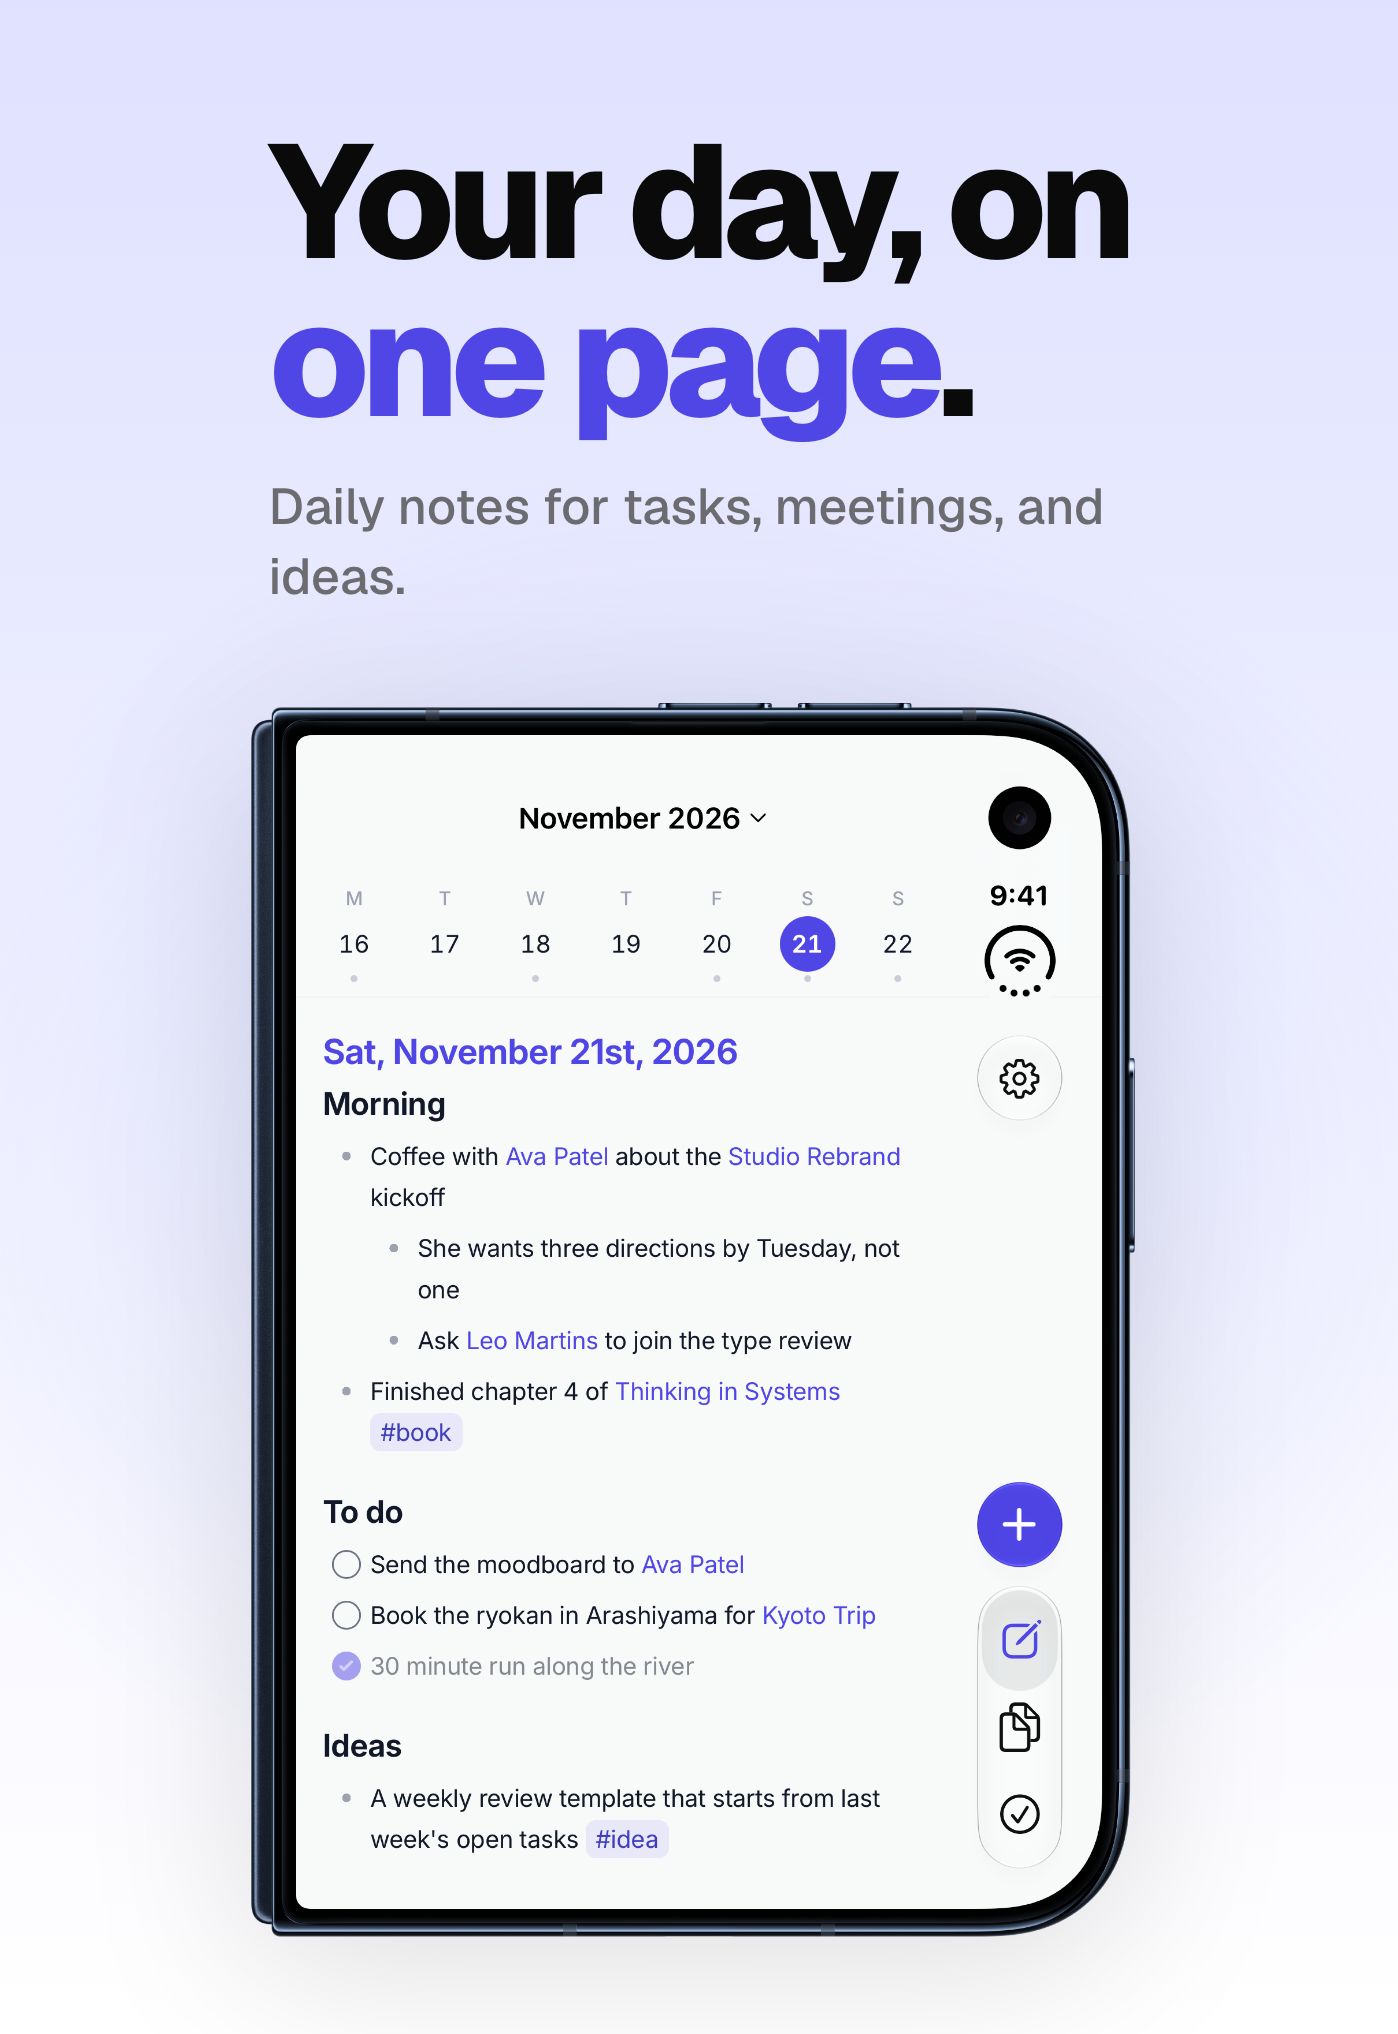 Your day, on
one page.
Daily notes for tasks, meetings, and
ideas.
November 2026
9:41
M T W T F S S
16 17 18 19 20 21 22
Sat, November 21st, 2026
Morning
Coffee with Ava Patel about the Studio Rebrand
kickoff
She wants three directions by Tuesday, not
one
Ask Leo Martins to join the type review
Finished chapter 4 of Thinking in Systems
#book
To do
Send the moodboard to Ava Patel
Book the ryokan in Arashiyama for Kyoto Trip
30 minute run along the river
Ideas
A weekly review template that starts from last
week's open tasks #idea